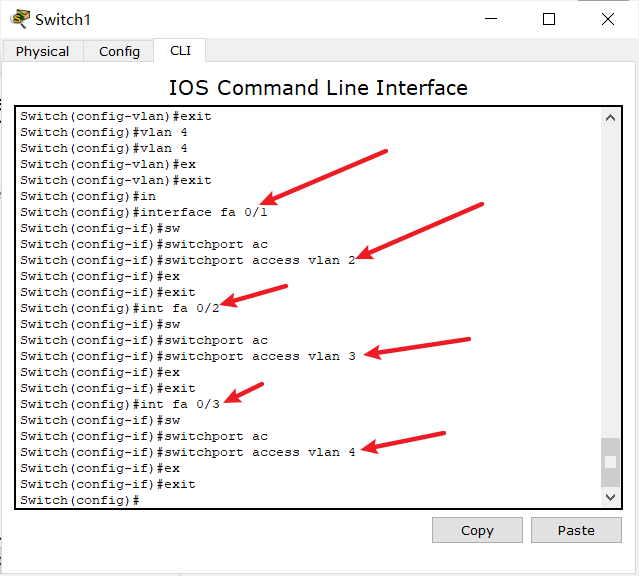 Switch1
Physical Config CLI
IOS Command Line Interface
Switch(config-vlan)#exit
Switch(config)#vlan 4
Switch(config)#vlan 4
Switch(config-vlan)#ex
Switch(config-vlan)#exit
Switch(config)#in
Switch(config)#interface fa 0/1
Switch(config-if)#sw
Switch(config-if)#switchport ac
Switch(config-if)#switchport access vlan 2
Switch(config-if)#ex
Switch(config-if)#exit
Switch(config)#int fa 0/2
Switch(config-if)#sw
Switch(config-if)#switchport ac
Switch(config-if)#switchport access vlan 3
Switch(config-if)#ex
Switch(config-if)#exit
Switch(config)#int fa 0/3
Switch(config-if)#sw
Switch(config-if)#switchport ac
Switch(config-if)#switchport access vlan 4
Switch(config-if)#ex
Switch(config-if)#exit
Switch(config)#
Copy Paste